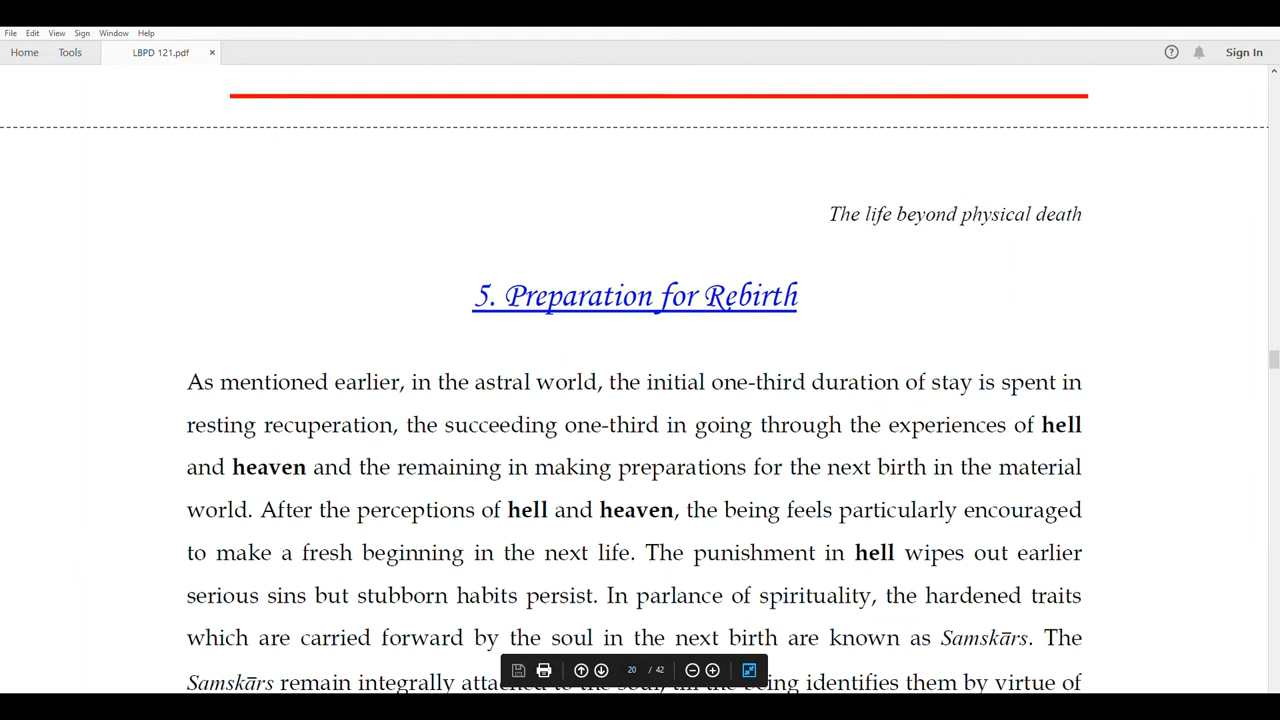 File Edit View Sign Window Help
Home Tools LBPD 121.pdf × ? Sign In
The life beyond physical death
5. Preparation for Rebirth
As mentioned earlier, in the astral world, the initial one-third duration of stay is spent in
resting recuperation, the succeeding one-third in going through the experiences of hell
and heaven and the remaining in making preparations for the next birth in the material
world. After the perceptions of hell and heaven, the being feels particularly encouraged
to make a fresh beginning in the next life. The punishment in hell wipes out earlier
serious sins but stubborn habits persist. In parlance of spirituality, the hardened traits
which are carried forward by the soul in the next birth are known as Samskārs. The
Samskārs remain integrally attached to the soul, till the being identifies them by virtue of
20 / 42